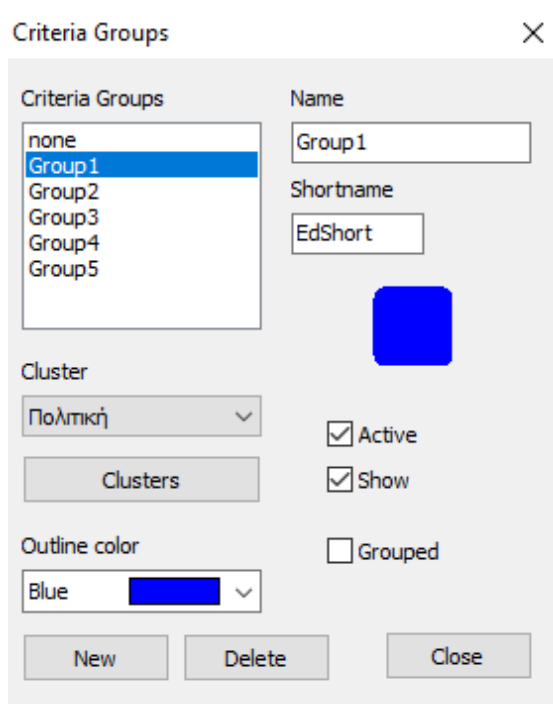 Criteria Groups
Criteria Groups
none
Group1
Group2
Group3
Group4
Group5
Name
Group1
Shortname
EdShort
Cluster
Πολιτική
Clusters
Active
Show
Outline color
Blue
Grouped
New
Delete
Close